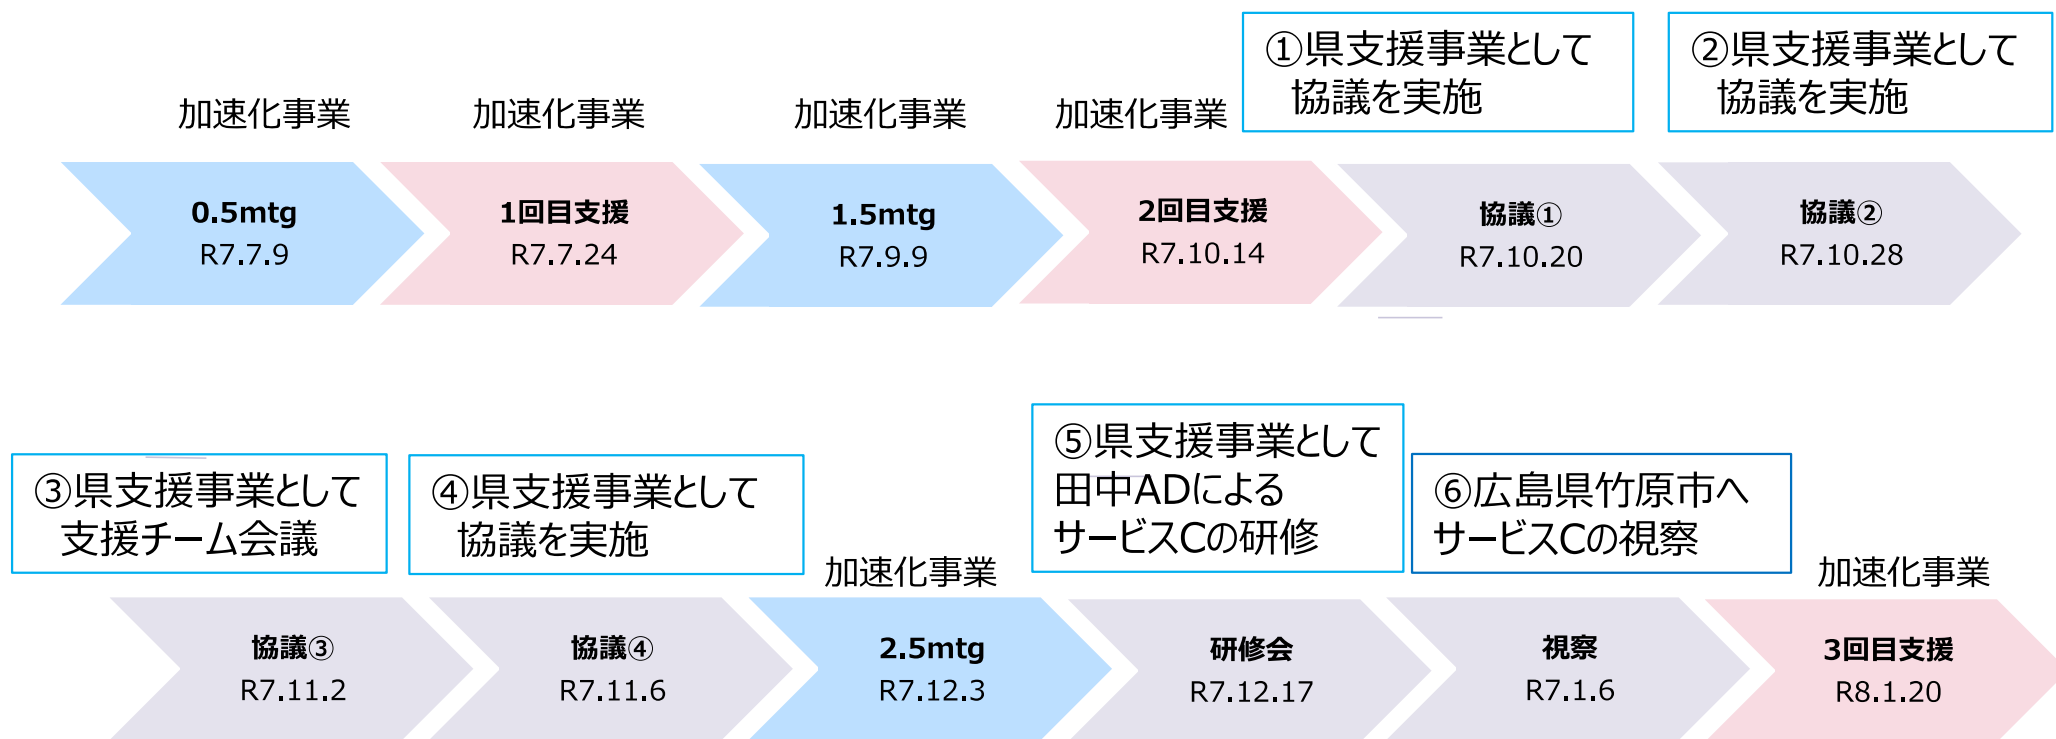 加速化事業
加速化事業
加速化事業
加速化事業
①県支援事業として
協議を実施
②県支援事業として
協議を実施
0.5mtg
R7.7.9
1回目支援
R7.7.24
1.5mtg
R7.9.9
2回目支援
R7.10.14
協議①
R7.10.20
協議②
R7.10.28
③県支援事業として
支援チーム会議
④県支援事業として
協議を実施
加速化事業
⑤県支援事業として
田中ADによる
サービスCの研修
⑥広島県竹原市へ
サービスCの視察
加速化事業
協議③
R7.11.2
協議④
R7.11.6
2.5mtg
R7.12.3
研修会
R7.12.17
視察
R7.1.6
3回目支援
R8.1.20